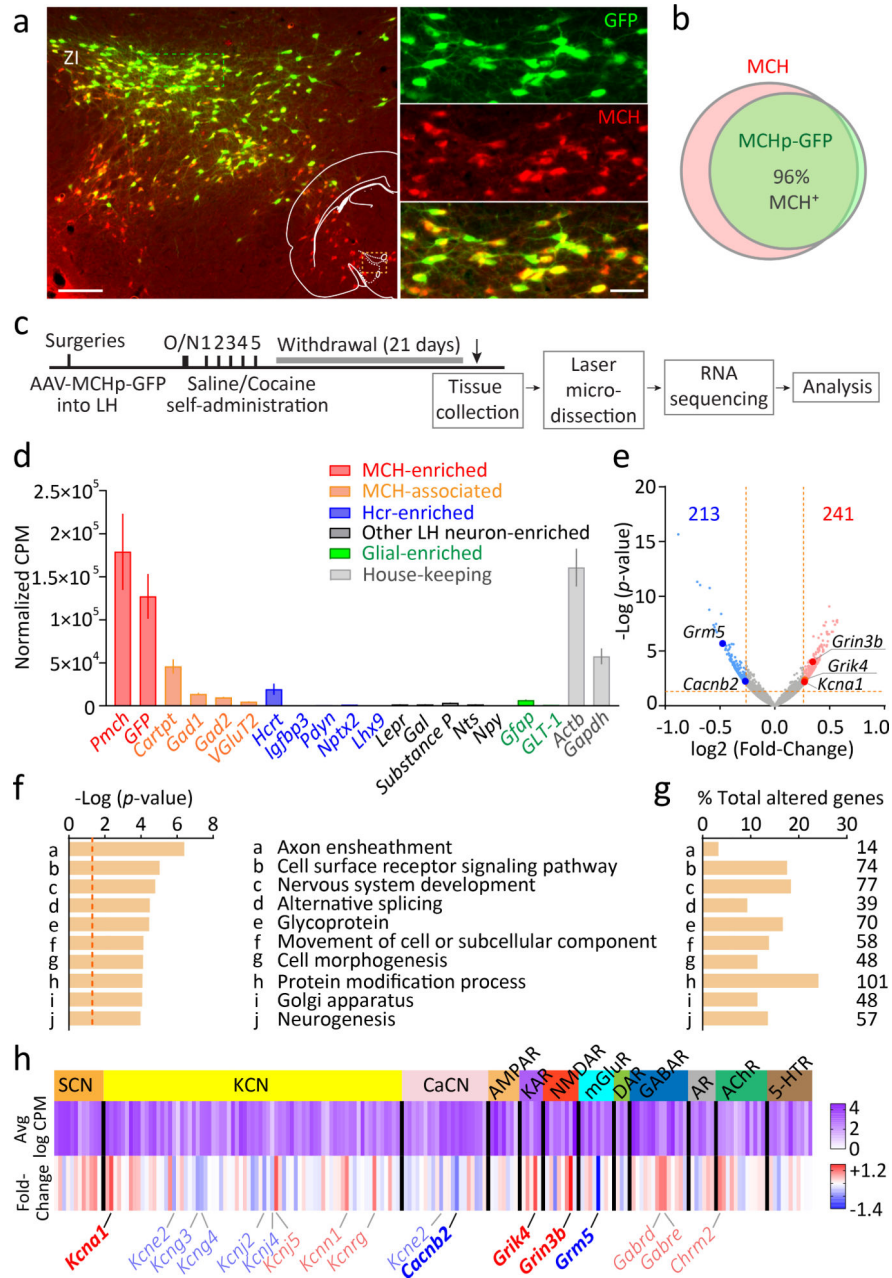 a
ZI
GFP
MCH
b
MCH
MCHp-GFP
96%
MCH⁺
c
Surgeries
O/N 1 2 3 4 5
Withdrawal (21 days)
AAV-MCHp-GFP
into LH
Saline/Cocaine
self-administration
Tissue
collection
Laser
micro-
dissection
RNA
sequencing
Analysis
d
Normalized CPM
2.5×10⁵
2.0×10⁵
1.5×10⁵
1.0×10⁵
5×10⁴
0
MCH-enriched
MCH-associated
Hcr-enriched
Other LH neuron-enriched
Glial-enriched
House-keeping
Pmch
GFP
Cartpt
Gad1
Gad2
VGluT2
Hcrt
Igfbp3
Pdyn
Nptx2
Lhx9
Lepr
Gal
Substance P
Nts
Npy
Gfap
GLT-1
Actb
Gapdh
e
-Log (p-value)
20
15
10
5
0
213
241
Grm5
Cacnb2
Grin3b
Grik4
Kcna1
-1.0 -0.5 0.0 0.5 1.0
log2 (Fold-Change)
f
-Log (p-value)
0 2 4 6 8
a
b
c
d
e
f
g
h
i
j
a Axon ensheathment
b Cell surface receptor signaling pathway
c Nervous system development
d Alternative splicing
e Glycoprotein
f Movement of cell or subcellular component
g Cell morphogenesis
h Protein modification process
i Golgi apparatus
j Neurogenesis
g
% Total altered genes
0 10 20 30
a 14
b 74
c 77
d 39
e 70
f 58
g 48
h 101
i 48
j 57
h
SCN
KCN
CaCN
AMPAR
KAR
NMDAR
mGluR
DAR
GABAR
AR
AChR
5-HTR
Avg
log CPM
Fold-
Change
4
2
0
+1.2
-1.4
Kcna1
Kcne2
Kcng3
Kcng4
Kcnj2
Kcnj4
Kcnj5
Kcnn1
Kcnrg
Kcne2
Cacnb2
Grik4
Grin3b
Grm5
Gabrd
Gabre
Chrm2